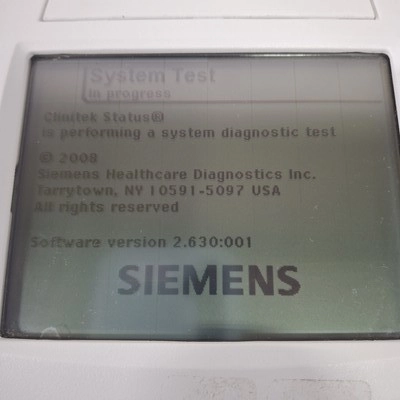 System Test
in progress
Clinitek Status®
is performing a system diagnostic test
© 2008
Siemens Healthcare Diagnostics Inc.
Tarrytown, NY 10591-5097 USA
All rights reserved
Software version 2.630:001
SIEMENS